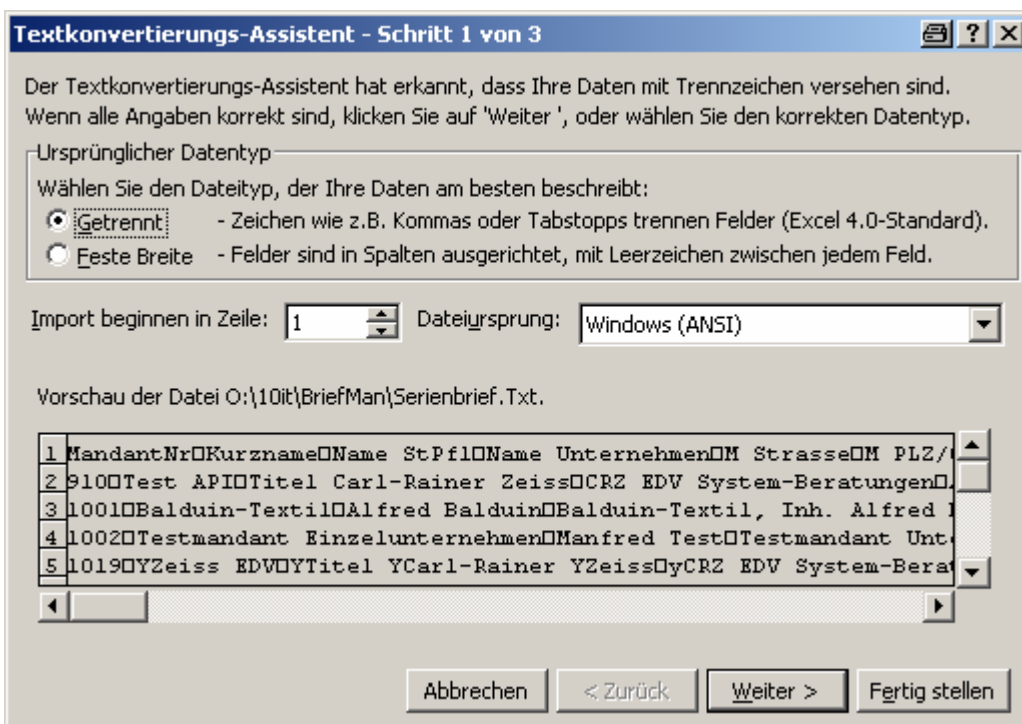 Textkonvertierungs-Assistent - Schritt 1 von 3
Der Textkonvertierungs-Assistent hat erkannt, dass Ihre Daten mit Trennzeichen versehen sind.
Wenn alle Angaben korrekt sind, klicken Sie auf 'Weiter ', oder wählen Sie den korrekten Datentyp.
Ursprünglicher Datentyp
Wählen Sie den Dateityp, der Ihre Daten am besten beschreibt:
Getrennt - Zeichen wie z.B. Kommas oder Tabstopps trennen Felder (Excel 4.0-Standard).
Feste Breite - Felder sind in Spalten ausgerichtet, mit Leerzeichen zwischen jedem Feld.
Import beginnen in Zeile: 1 Dateiursprung: Windows (ANSI)
Vorschau der Datei O:\10it\BriefMan\Serienbrief.Txt.
1 MandantNr□Kurzname□Name StPfl□Name Unternehmen□M Strasse□M PLZ/
2 910□Test API□Titel Carl-Rainer Zeiss□CRZ EDV System-Beratungen□
3 1001□Balduin-Textil□Alfred Balduin□Balduin-Textil, Inh. Alfred
4 1002□Testmandant Einzelunternehmen□Manfred Test□Testmandant Unt
5 1019□YZeiss EDV□YTitel YCarl-Rainer YZeiss□yCRZ EDV System-Berat
Abbrechen < Zurück Weiter > Fertig stellen